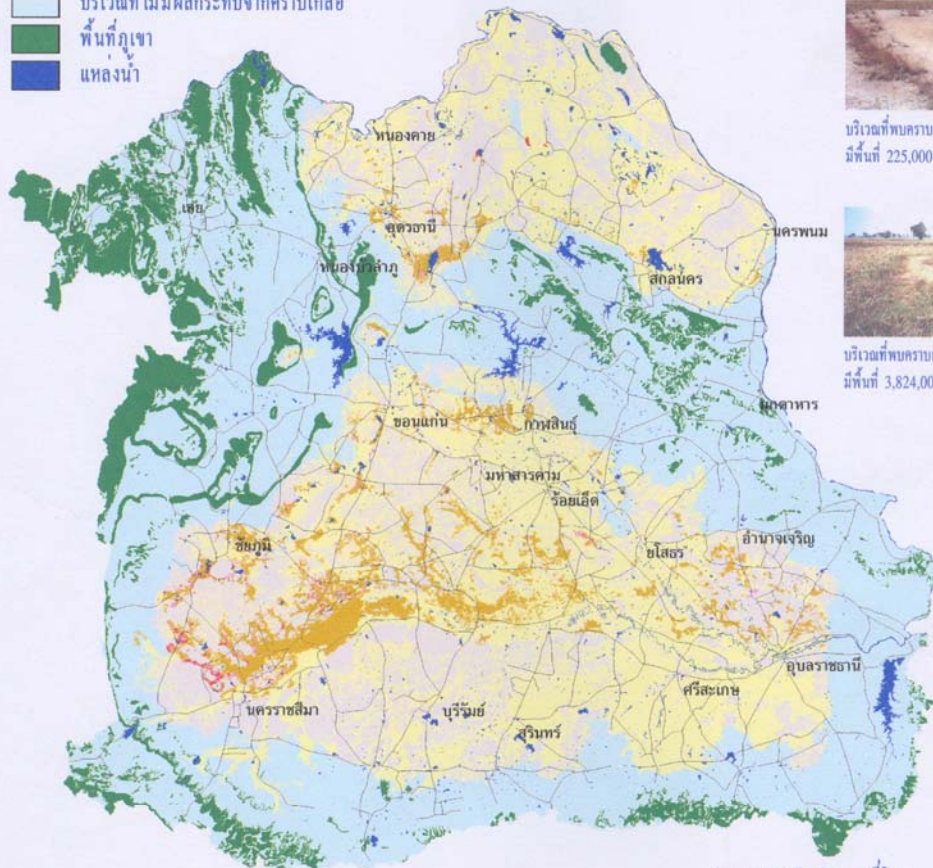 บริเวณที่ไม่มีผลกระทบจากคราบเกลือ
พื้นที่ภูเขา
แหล่งน้ำ
บริเวณที่พบคราบ
มีพื้นที่ 225,000
บริเวณที่พบคราบ
มีพื้นที่ 3,824,00
หนองคาย
เลย
อุดรธานี
นครพนม
หนองบัวลำภู
สกลนคร
มุกดาหาร
ขอนแก่น
กาฬสินธุ์
มหาสารคาม
ร้อยเอ็ด
ชัยภูมิ
ยโสธร
อำนาจเจริญ
อุบลราชธานี
ศรีสะเกษ
นครราชสีมา
บุรีรัมย์
สุรินทร์